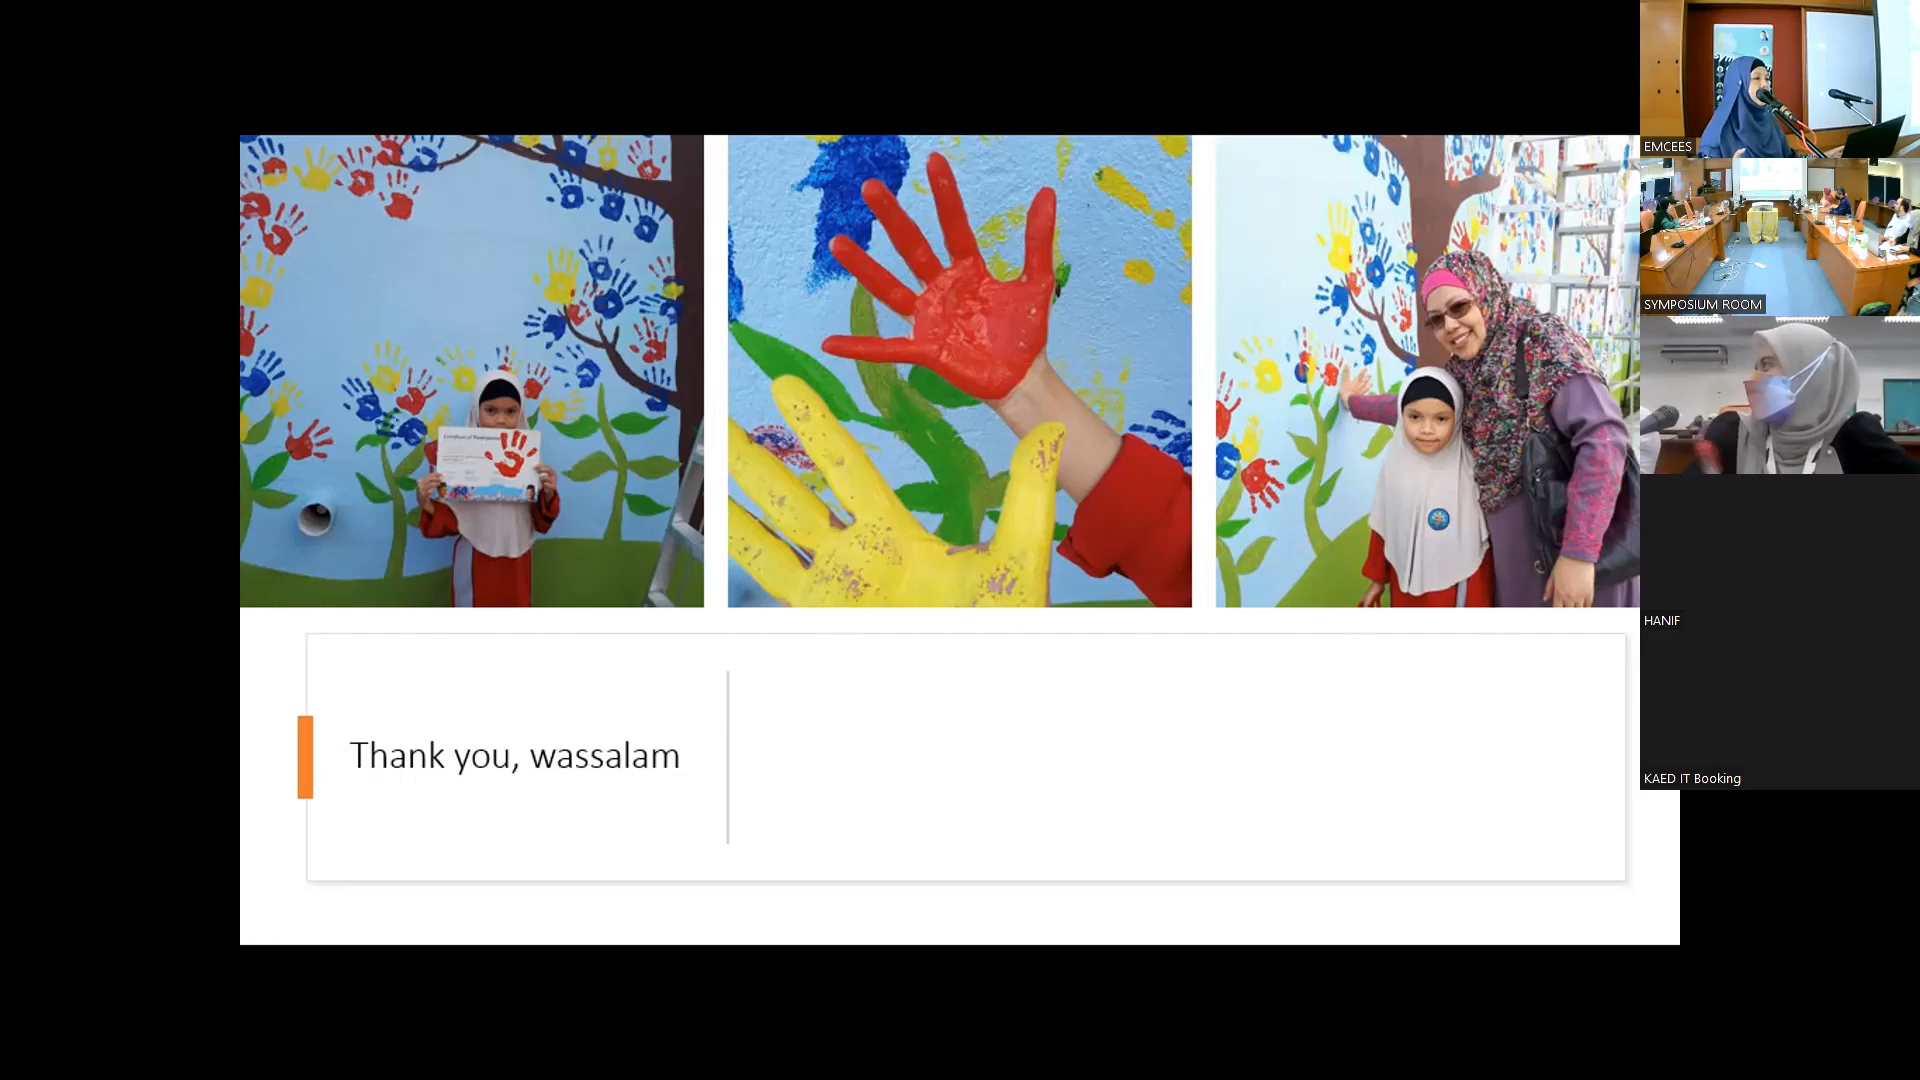 EMCEES
SYMPOSIUM ROOM
HANIF
KAED IT Booking
Thank you, wassalam